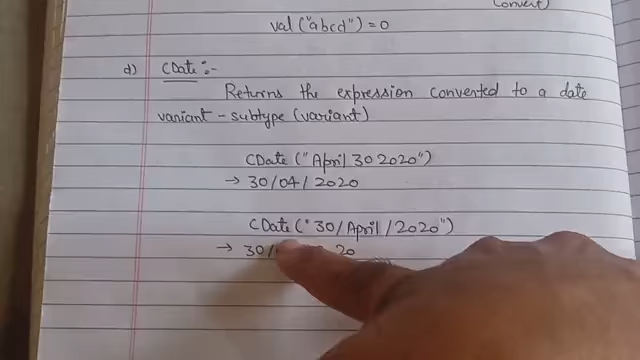 convert)
val ("abcd") = 0
d) CDate :-
Returns the expression converted to a date
variant - subtype (variant)
CDate ("April 30 2020")
→ 30/04/2020
CDate ("30/April/2020")
→ 30/ 20